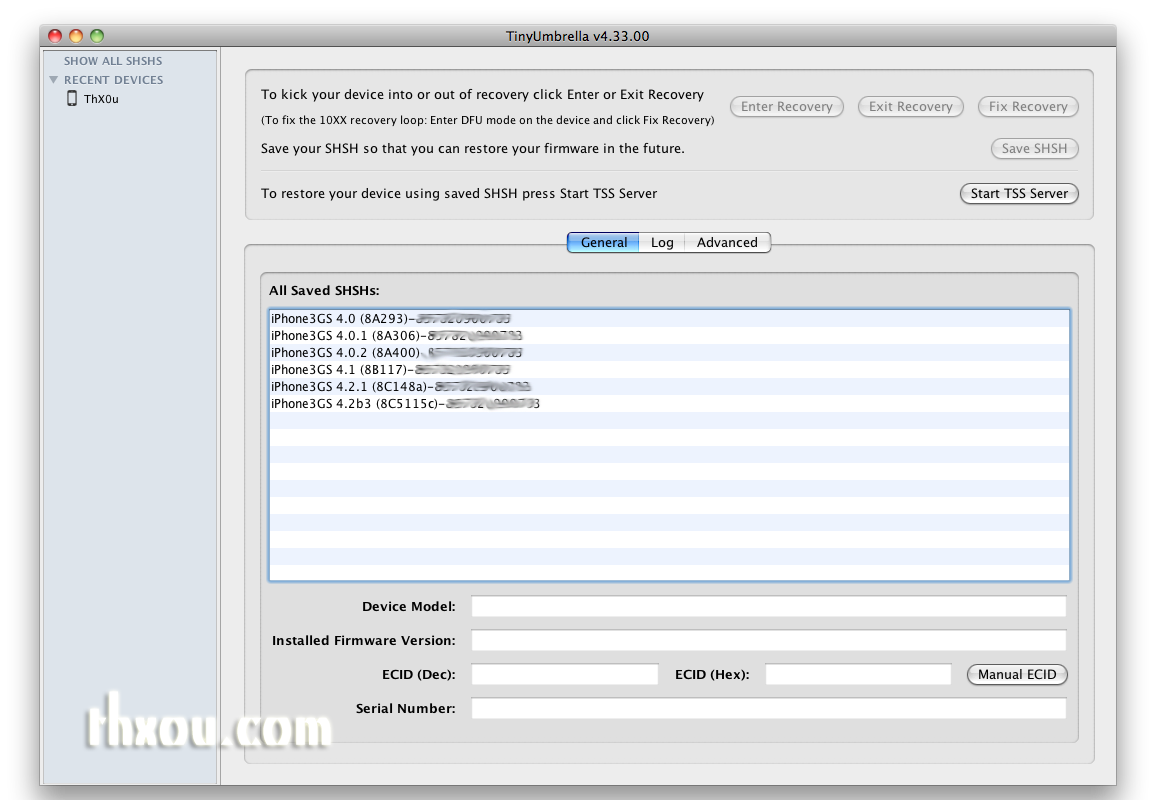 TinyUmbrella v4.33.00
SHOW ALL SHSHS
RECENT DEVICES
ThX0u
To kick your device into or out of recovery click Enter or Exit Recovery
(To fix the 10XX recovery loop: Enter DFU mode on the device and click Fix Recovery)
Enter Recovery
Exit Recovery
Fix Recovery
Save your SHSH so that you can restore your firmware in the future.
Save SHSH
To restore your device using saved SHSH press Start TSS Server
Start TSS Server
General
Log
Advanced
All Saved SHSHs:
iPhone3GS 4.0 (8A293)-
iPhone3GS 4.0.1 (8A306)-
iPhone3GS 4.0.2 (8A400)
iPhone3GS 4.1 (8B117)-
iPhone3GS 4.2.1 (8C148a)-
iPhone3GS 4.2b3 (8C5115c)-
Device Model:
Installed Firmware Version:
ECID (Dec):
ECID (Hex):
Manual ECID
Serial Number:
thxou.com